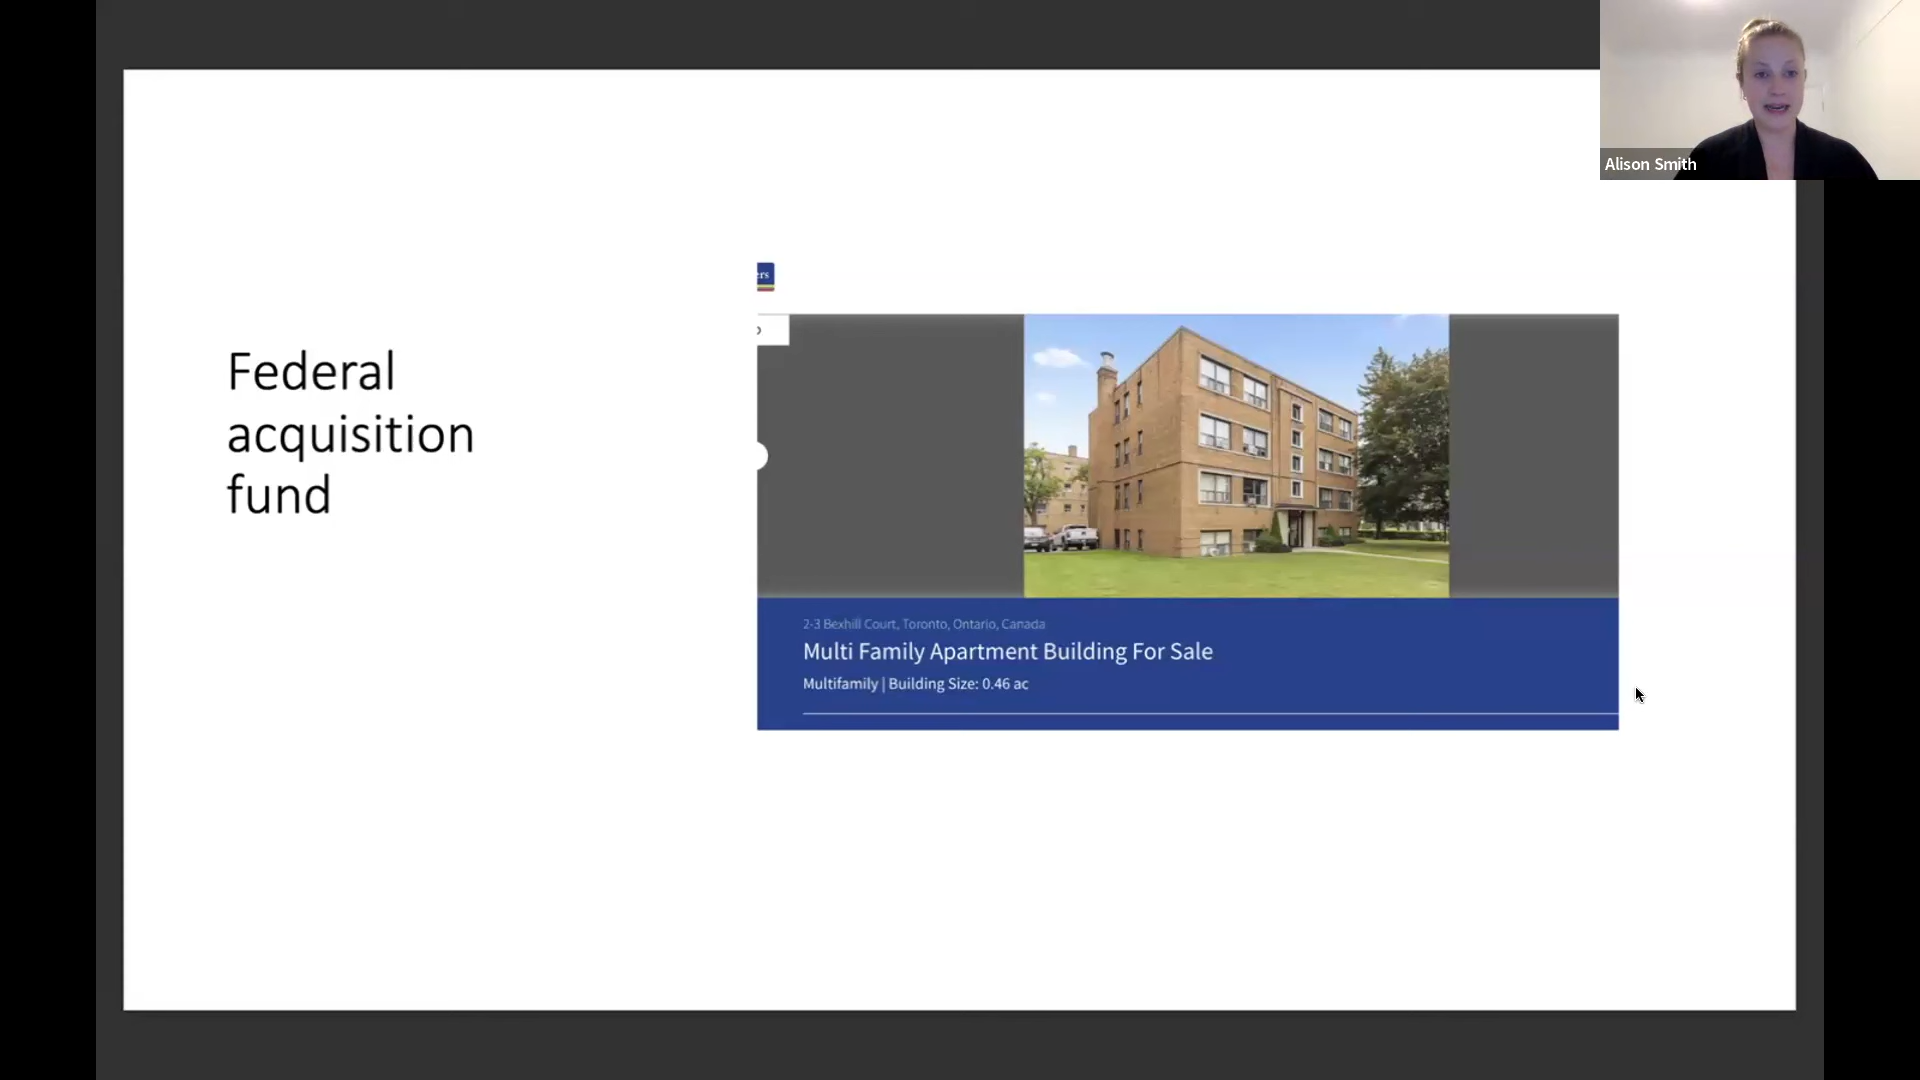 Alison Smith
ers
Federal
acquisition
fund
2-3 Bexhill Court, Toronto, Ontario, Canada
Multi Family Apartment Building For Sale
Multifamily | Building Size: 0.46 ac